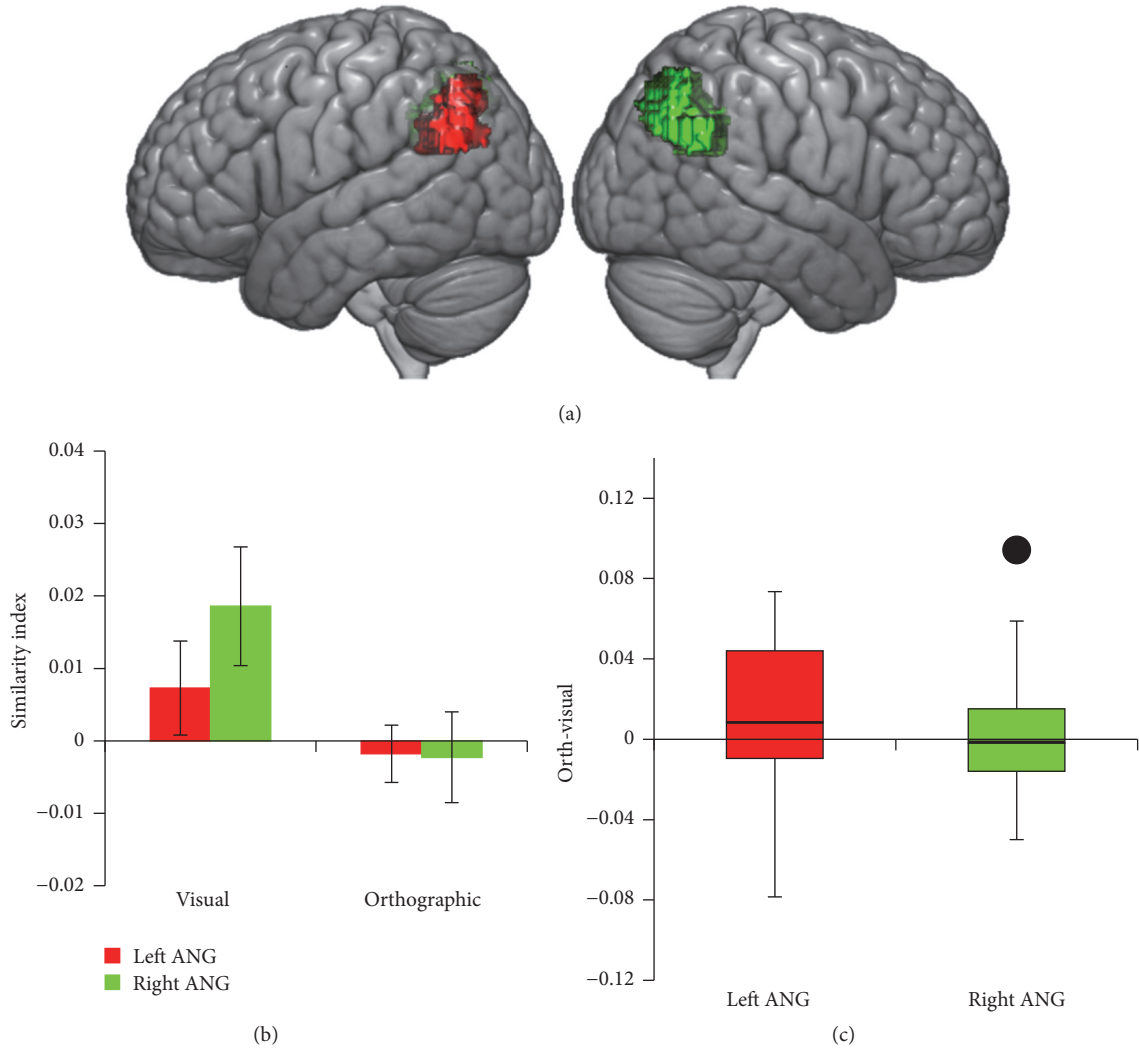 (a)
0.04
0.03
0.02
0.01
0
−0.01
−0.02
Similarity index
Visual
Orthographic
Left ANG
Right ANG
(b)
0.12
0.08
0.04
0
−0.04
−0.08
−0.12
Orth-visual
Left ANG
Right ANG
(c)